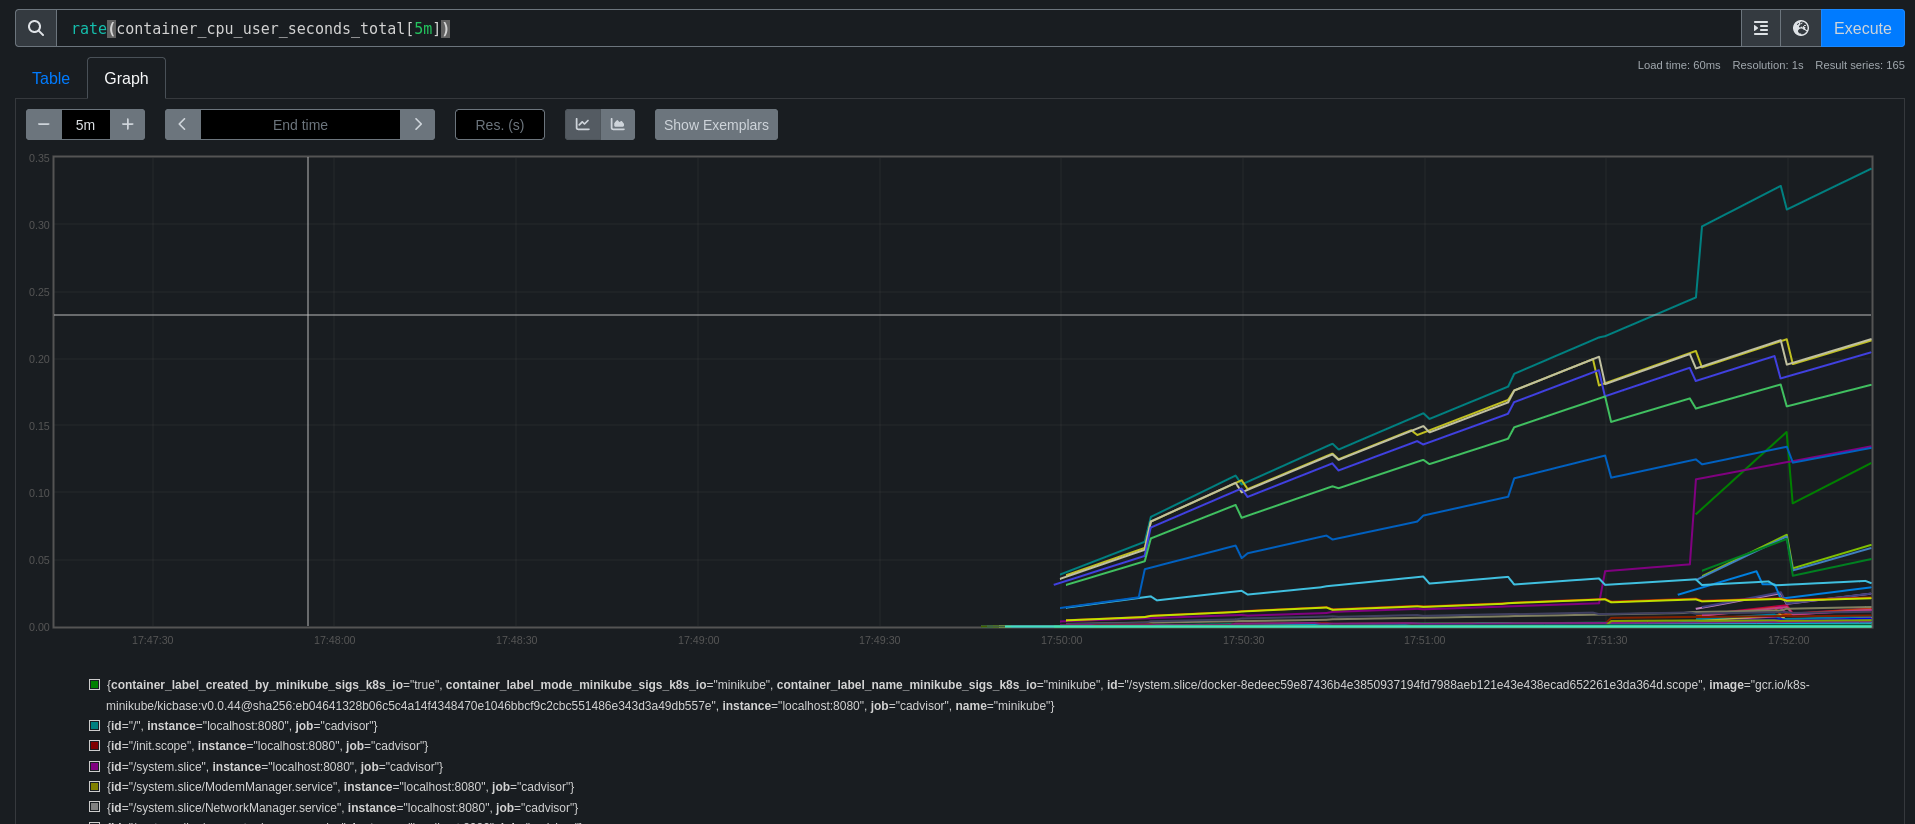 rate(container_cpu_user_seconds_total[5m])
Execute
Load time: 60ms Resolution: 1s Result series: 165
Table Graph
5m End time Res. (s) Show Exemplars
0.35
0.30
0.25
0.20
0.15
0.10
0.05
0.00
17:47:30 17:48:00 17:48:30 17:49:00 17:49:30 17:50:00 17:50:30 17:51:00 17:51:30 17:52:00
{container_label_created_by_minikube_sigs_k8s_io="true", container_label_mode_minikube_sigs_k8s_io="minikube", container_label_name_minikube_sigs_k8s_io="minikube", id="/system.slice/docker-8edeec59e87436b4e3850937194fd7988aeb121e43e438ecad652261e3da364d.scope", image="gcr.io/k8s-
minikube/kicbase:v0.0.44@sha256:eb04641328b06c5c4a14f4348470e1046bbcf9c2cbc551486e343d3a49db557e", instance="localhost:8080", job="cadvisor", name="minikube"}
{id="/", instance="localhost:8080", job="cadvisor"}
{id="/init.scope", instance="localhost:8080", job="cadvisor"}
{id="/system.slice", instance="localhost:8080", job="cadvisor"}
{id="/system.slice/ModemManager.service", instance="localhost:8080", job="cadvisor"}
{id="/system.slice/NetworkManager.service", instance="localhost:8080", job="cadvisor"}